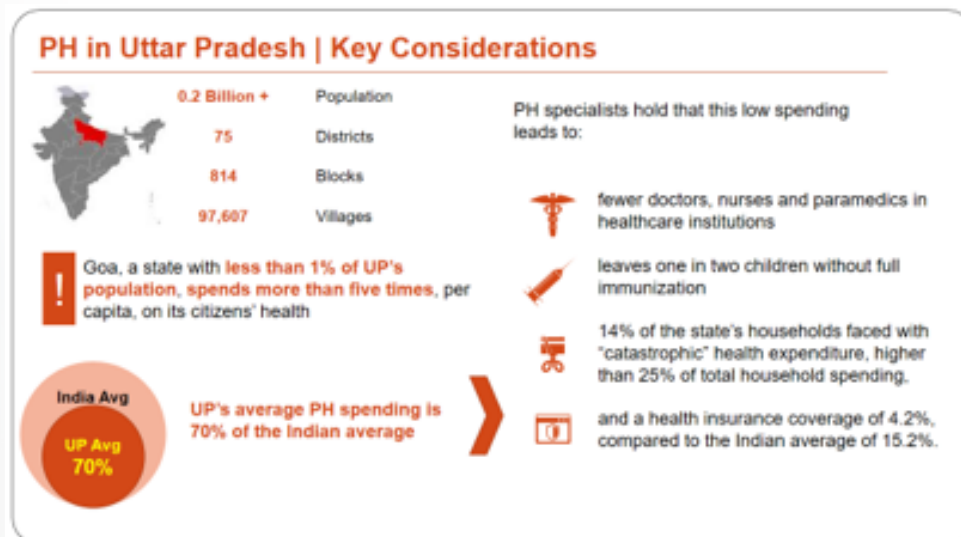 PH in Uttar Pradesh | Key Considerations
0.2 Billion + Population
75 Districts
814 Blocks
97,607 Villages
! Goa, a state with less than 1% of UP's
population, spends more than five times, per
capita, on its citizens' health
India Avg
UP Avg
70%
UP's average PH spending is
70% of the Indian average
PH specialists hold that this low spending
leads to:
fewer doctors, nurses and paramedics in
healthcare institutions
leaves one in two children without full
immunization
14% of the state's households faced with
"catastrophic" health expenditure, higher
than 25% of total household spending,
and a health insurance coverage of 4.2%,
compared to the Indian average of 15.2%.